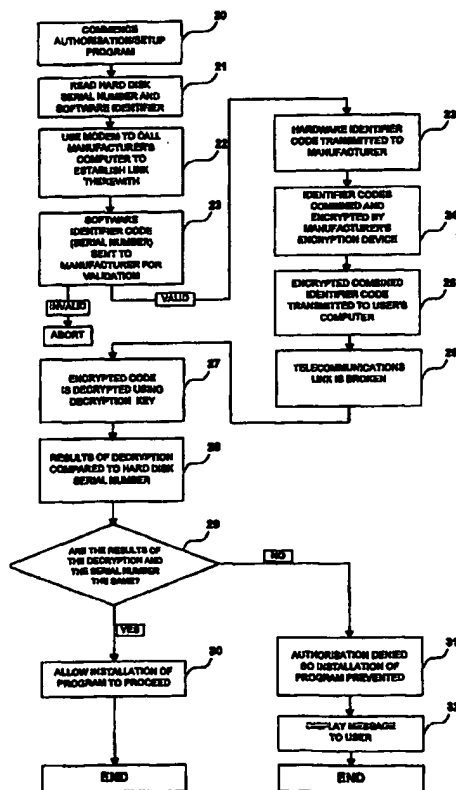 20
COMMENCE
AUTHORISATION/SETUP
PROGRAM
21
READ HARD DISK
SERIAL NUMBER AND
SOFTWARE IDENTIFIER
22
USE MODEM TO CALL
MANUFACTURER'S
COMPUTER TO
ESTABLISH LINK
THEREWITH
23
SOFTWARE
IDENTIFIER CODE
(SERIAL NUMBER)
SENT TO
MANUFACTURER FOR
VALIDATION
INVALID
VALID
ABORT
HARDWARE IDENTIFIER
CODE TRANSMITTED TO
MANUFACTURER
IDENTIFIER CODES
COMBINED AND
ENCRYPTED BY
MANUFACTURER'S
ENCRYPTION DEVICE
ENCRYPTED COMBINED
IDENTIFIER CODE
TRANSMITTED TO USER'S
COMPUTER
TELECOMMUNICATIONS
LINK IS BROKEN
27
ENCRYPTED CODE
IS DECRYPTED USING
DECRYPTION KEY
28
RESULTS OF DECRYPTION
COMPARED TO HARD DISK
SERIAL NUMBER
29
ARE THE RESULTS OF
THE DECRYPTION AND
THE SERIAL NUMBER
THE SAME?
NO
YES
30
ALLOW INSTALLATION OF
PROGRAM TO PROCEED
END
31
AUTHORISATION DENIED
SO INSTALLATION OF
PROGRAM PREVENTED
DISPLAY MESSAGE
TO USER
END